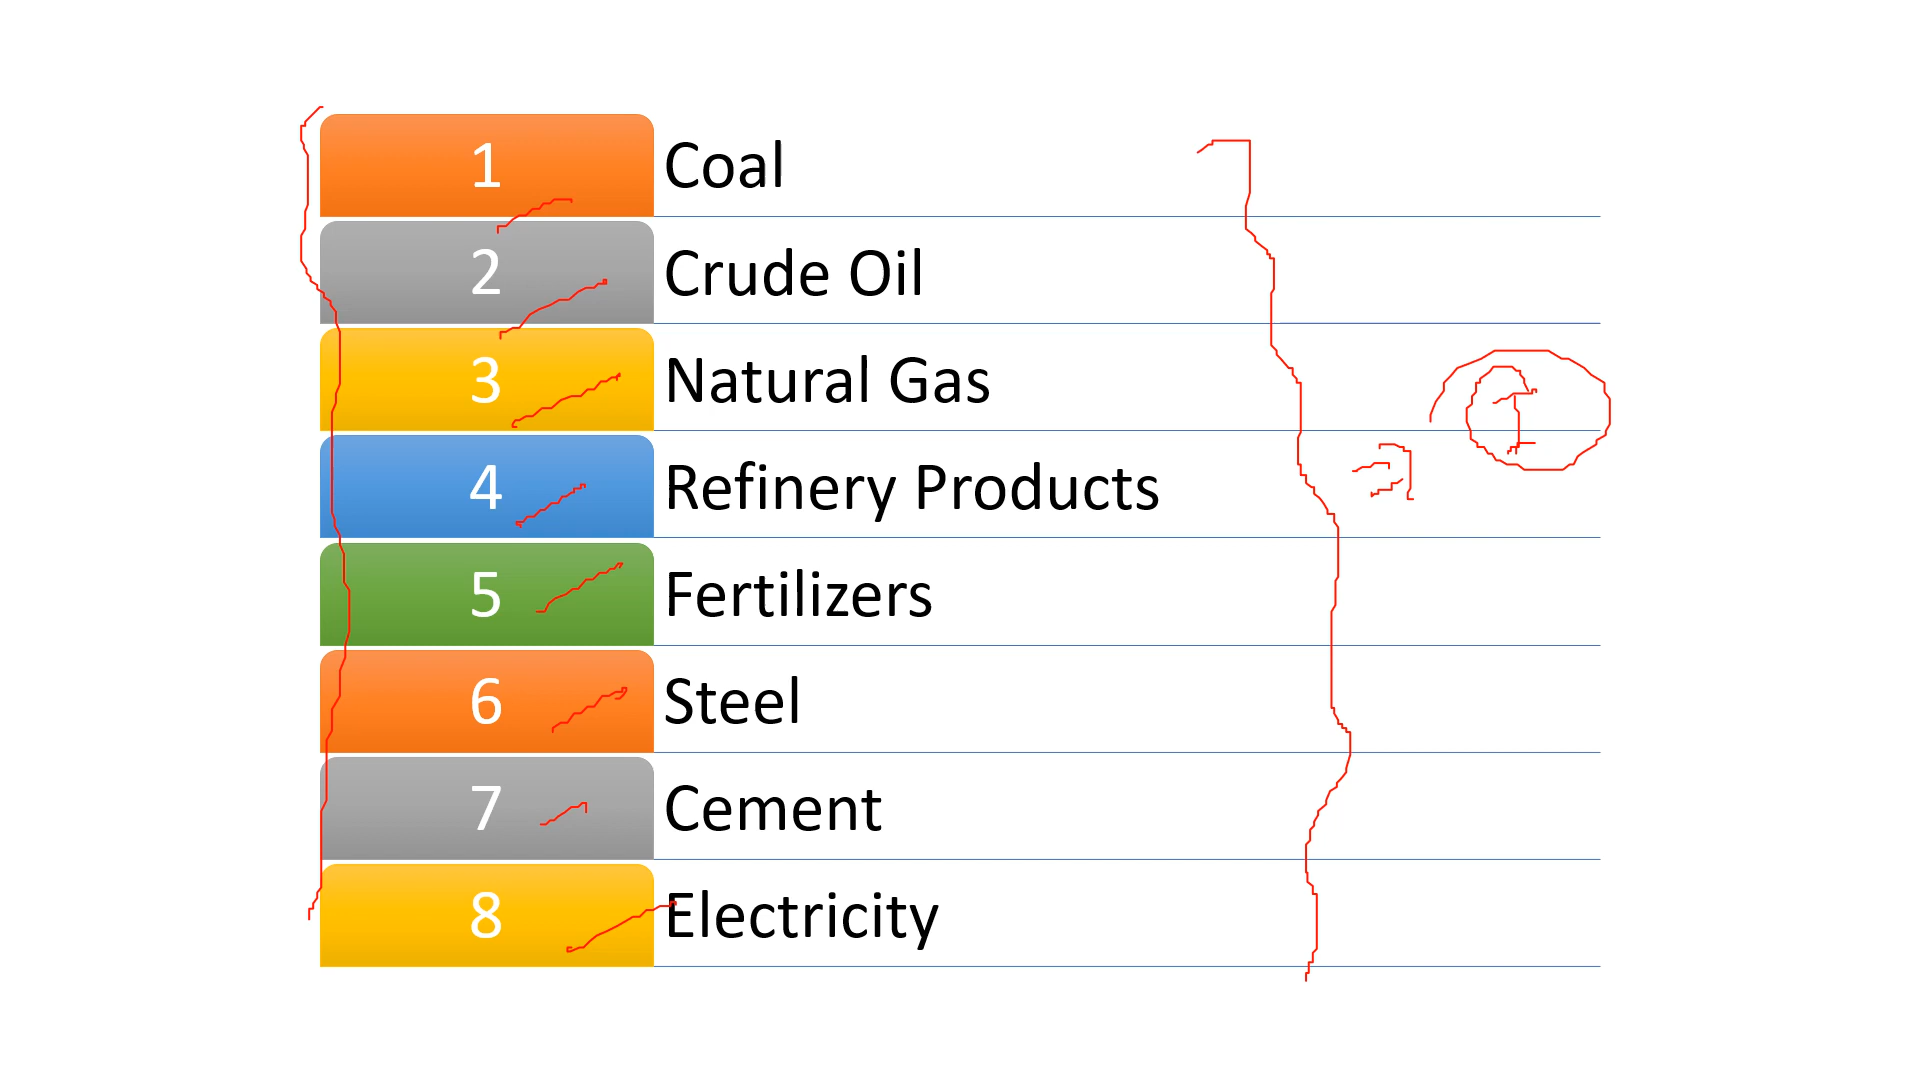 1 Coal
2 Crude Oil
3 Natural Gas
4 Refinery Products
5 Fertilizers
6 Steel
7 Cement
8 Electricity